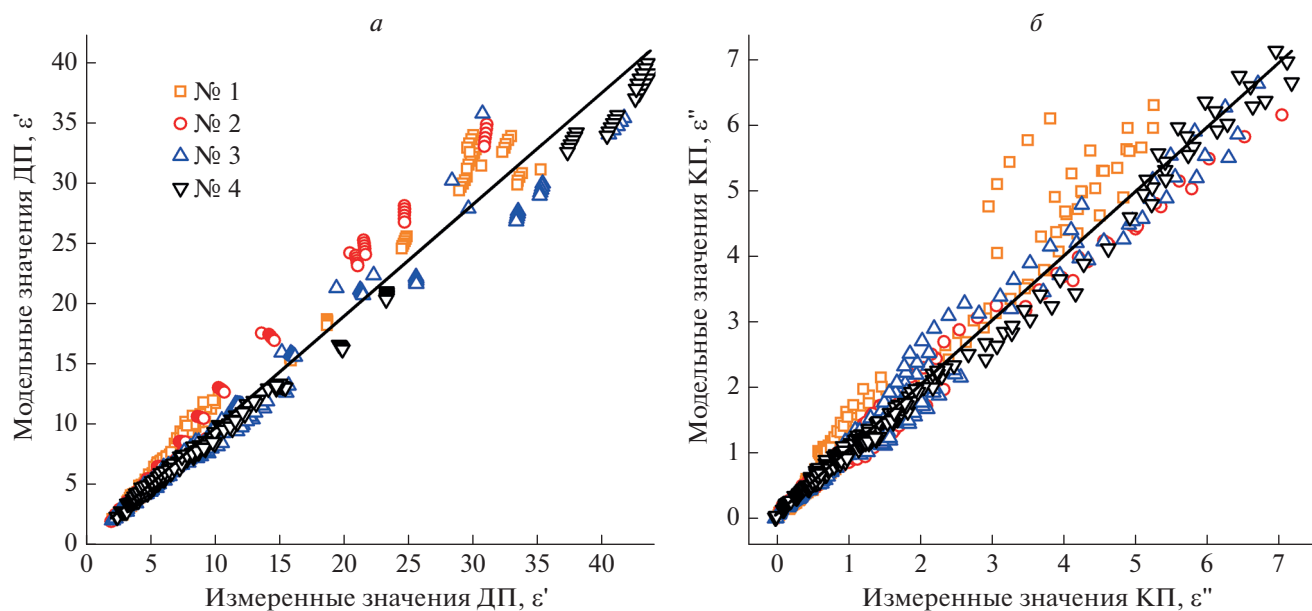 а
Модельные значения ДП, ε'
40
35
30
25
20
15
10
5
0
№ 1
№ 2
№ 3
№ 4
0 5 10 15 20 25 30 35 40
Измеренные значения ДП, ε'
б
Модельные значения КП, ε"
7
6
5
4
3
2
1
0
0 1 2 3 4 5 6 7
Измеренные значения КП, ε"